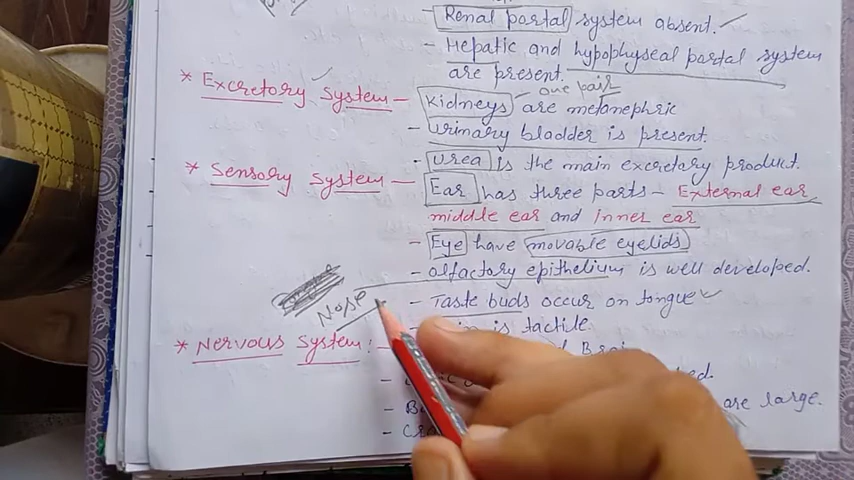 Renal portal system absent.
- Hepatic and hypophyseal portal system
are present.
one pair
* Excretory System - Kidneys are metanephric
- urinary bladder is present.
- urea is the main excretory product.
* Sensory System - Ear has three parts - External ear
middle ear and inner ear
- Eye have movable eyelids
- olfactory epithelium is well developed.
Nose
- Taste buds occur on tongue
is tactile.
* Nervous System :-
are large.